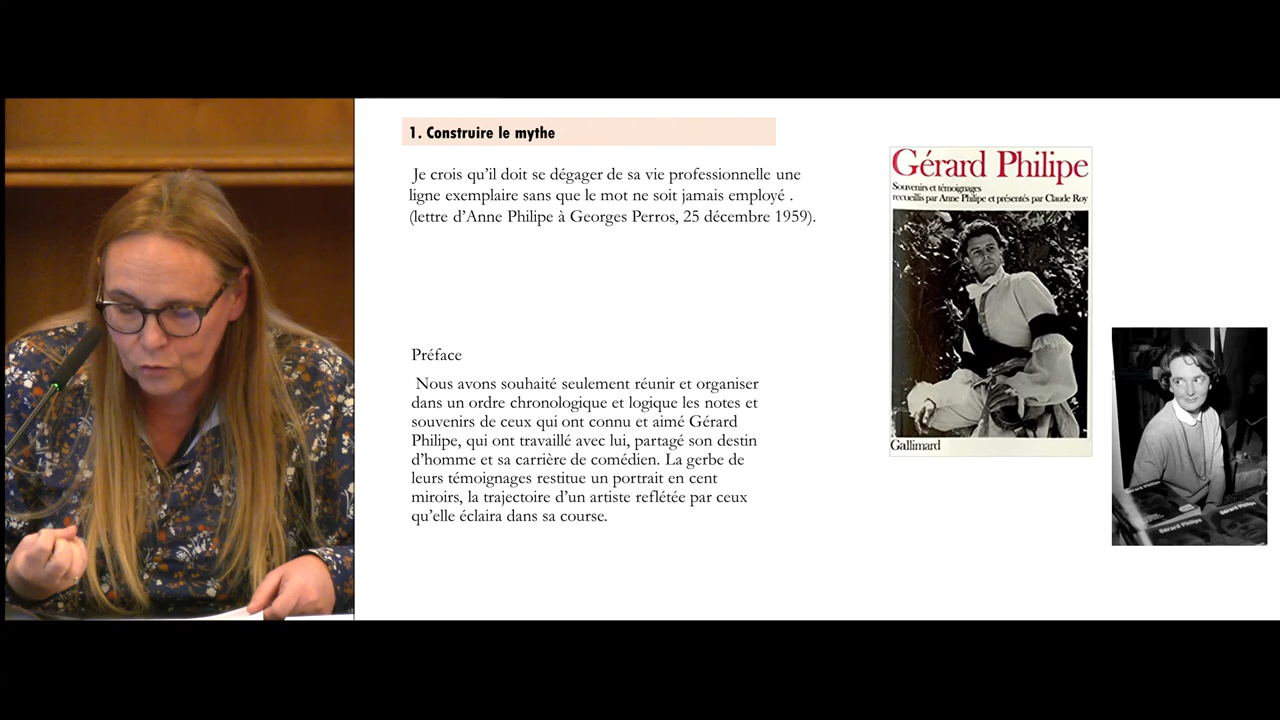 1. Construire le mythe
Je crois qu'il doit se dégager de sa vie professionnelle une
ligne exemplaire sans que le mot ne soit jamais employé .
(lettre d'Anne Philipe à Georges Perros, 25 décembre 1959).
Préface
Nous avons souhaité seulement réunir et organiser
dans un ordre chronologique et logique les notes et
souvenirs de ceux qui ont connu et aimé Gérard
Philipe, qui ont travaillé avec lui, partagé son destin
d'homme et sa carrière de comédien. La gerbe de
leurs témoignages restitue un portrait en cent
miroirs, la trajectoire d'un artiste reflétée par ceux
qu'elle éclaira dans sa course.
Gérard Philipe
Souvenirs et témoignages
recueillis par Anne Philipe et présentés par Claude Roy
Gallimard
Gérard Philipe
Gérard Philipe
Gérard Philipe